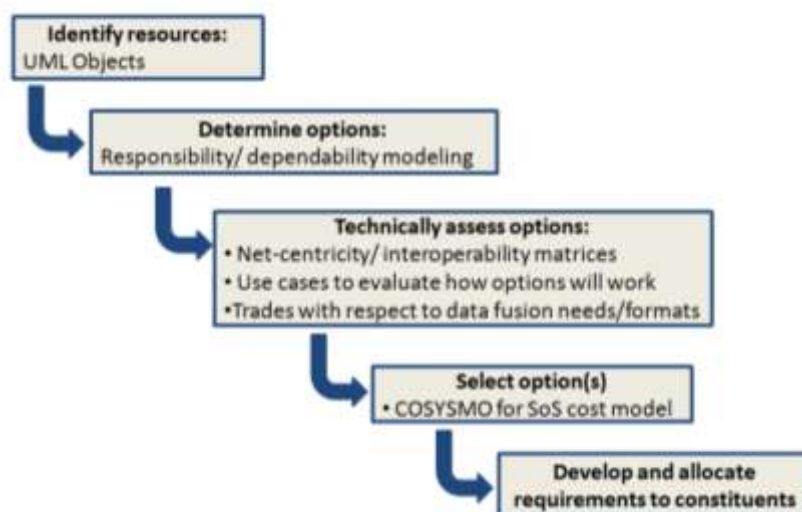 Identify resources:
UML Objects
Determine options:
Responsibility/ dependability modeling
Technically assess options:
• Net-centricity/ interoperability matrices
• Use cases to evaluate how options will work
•Trades with respect to data fusion needs/formats
Select option(s)
• COSYSMO for SoS cost model
Develop and allocate
requirements to constituents